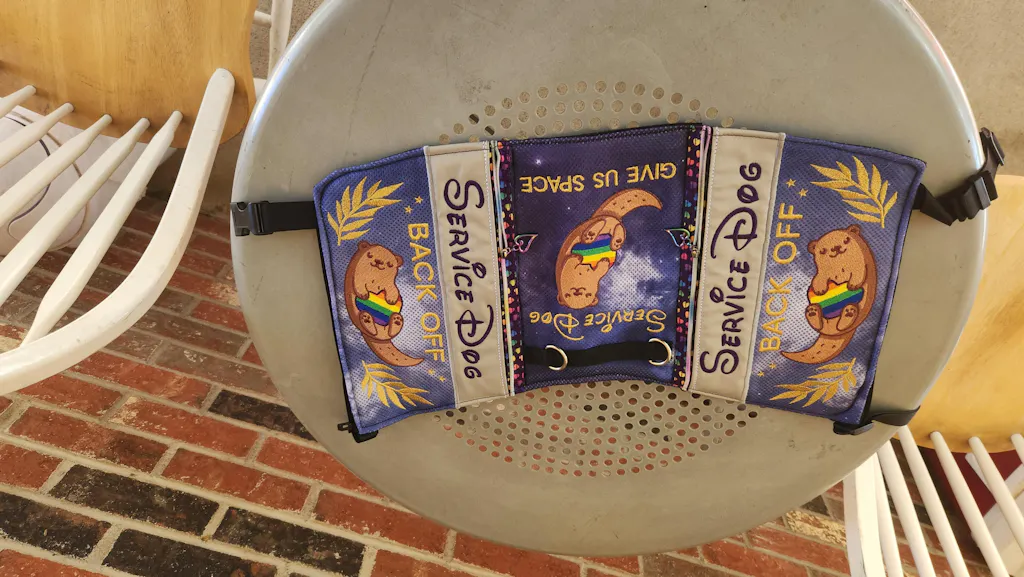 BACK OFF
SERVICE DOG
GIVE US SPACE
SERVICE DOG
SERVICE DOG
BACK OFF